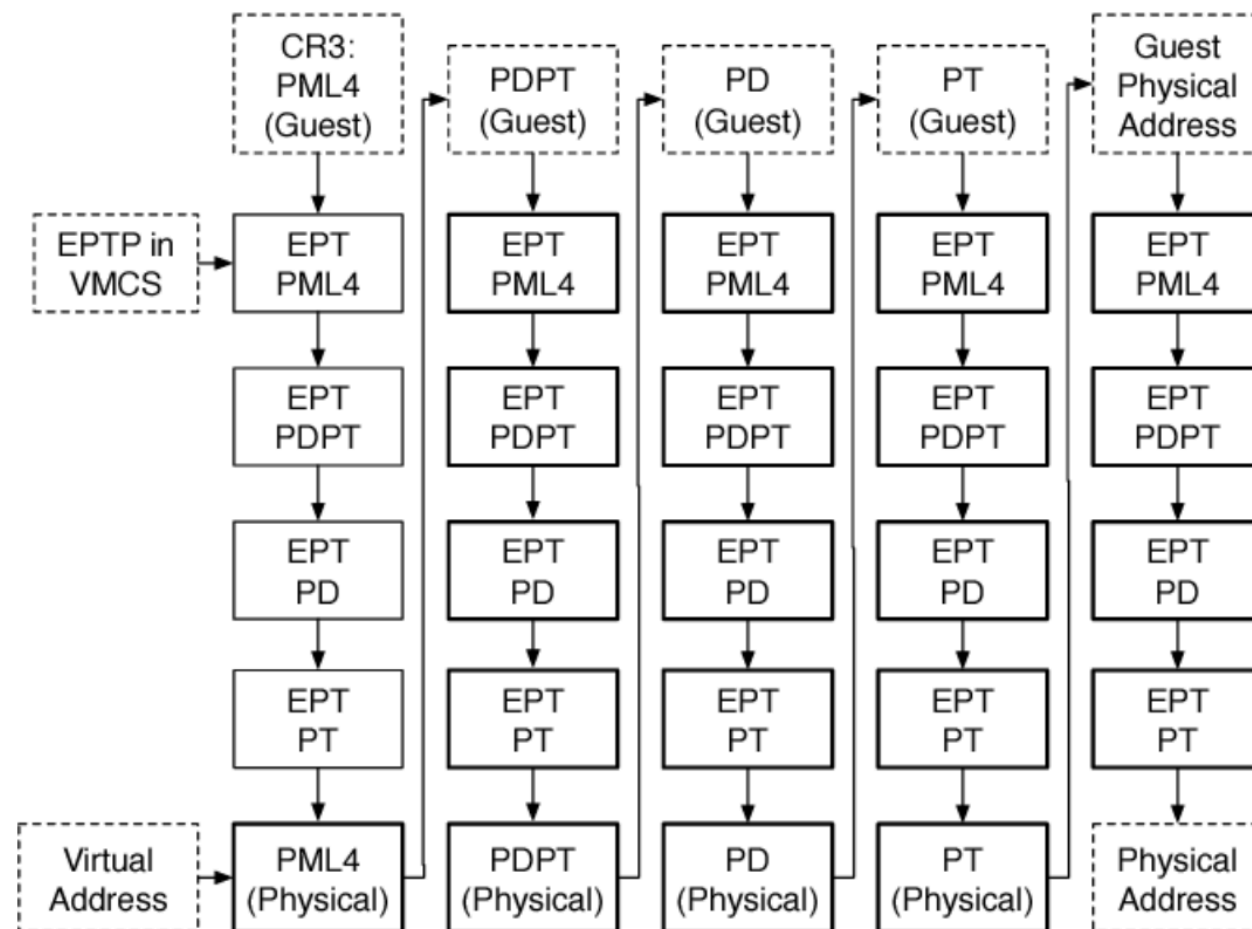 CR3:
PML4
(Guest)
PDPT
(Guest)
PD
(Guest)
PT
(Guest)
Guest
Physical
Address
EPTP in
VMCS
EPT
PML4
EPT
PML4
EPT
PML4
EPT
PML4
EPT
PML4
EPT
PDPT
EPT
PDPT
EPT
PDPT
EPT
PDPT
EPT
PDPT
EPT
PD
EPT
PD
EPT
PD
EPT
PD
EPT
PD
EPT
PT
EPT
PT
EPT
PT
EPT
PT
EPT
PT
Virtual
Address
PML4
(Physical)
PDPT
(Physical)
PD
(Physical)
PT
(Physical)
Physical
Address